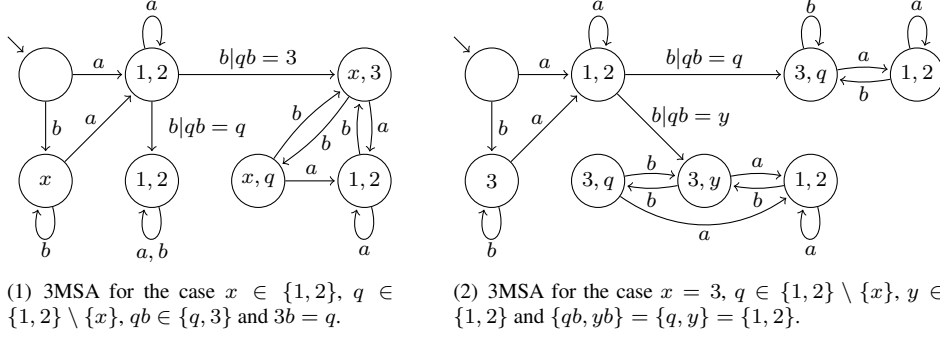 b
a
a
b|qb = 3
1, 2
x, 3
b
a
b|qb = q
b
b
b
a
x
1, 2
x, q
a
1, 2
b
a, b
a
(1) 3MSA for the case x ∈ {1, 2}, q ∈
{1, 2} \ {x}, qb ∈ {q, 3} and 3b = q.
a
b
a
a
b|qb = q
a
1, 2
3, q
b
1, 2
b
a
b|qb = y
3
3, q
b
b
3, y
a
b
1, 2
b
a
a
(2) 3MSA for the case x = 3, q ∈ {1, 2} \ {x}, y ∈
{1, 2} and {qb, yb} = {q, y} = {1, 2}.